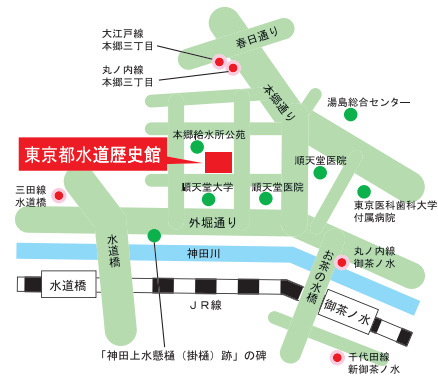 大江戸線
本郷三丁目
春日通り
丸ノ内線
本郷三丁目
本郷通り
湯島総合センター
本郷給水所公苑
東京都水道歴史館
順天堂医院
三田線
水道橋
順天堂大学
順天堂医院
東京医科歯科大学
付属病院
外堀通り
水道橋
神田川
お茶の水橋
丸ノ内線
御茶ノ水
水道橋
JR線
御茶ノ水
「神田上水懸樋（掛樋）跡」の碑
千代田線
新御茶ノ水